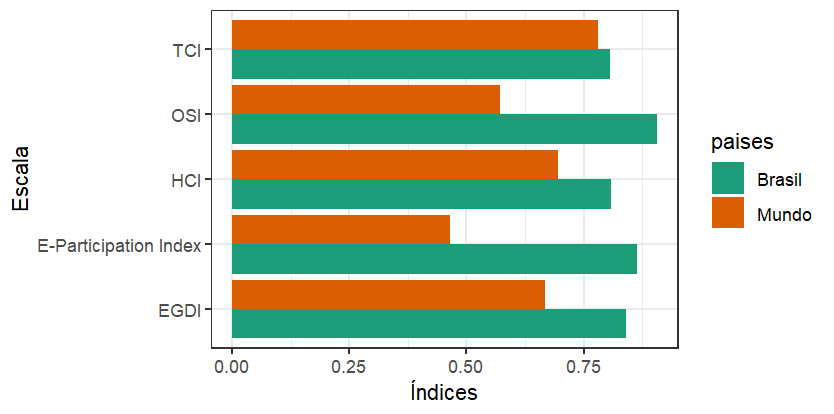 Escala
TCI
OSI
HCI
E-Participation Index
EGDI
0.00
0.25
0.50
0.75
Índices
paises
Brasil
Mundo